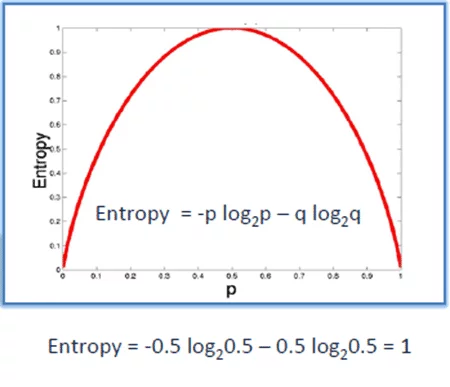 1
0.9
0.8
0.7
0.6
0.5
0.4
0.3
0.2
0.1
0
Entropy
Entropy = -p log₂p – q log₂q
0 0.1 0.2 0.3 0.4 0.5 0.6 0.7 0.8 0.9 1
p
Entropy = -0.5 log₂0.5 – 0.5 log₂0.5 = 1